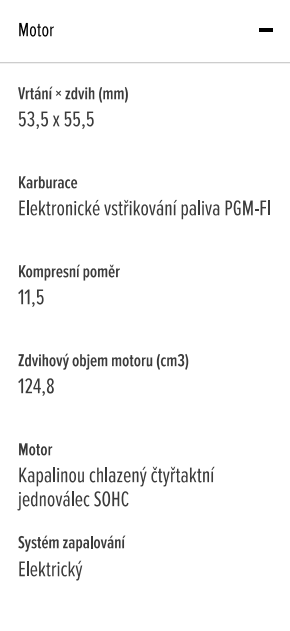 Motor
Vrtání × zdvih (mm)
53,5 x 55,5
Karburace
Elektronické vstřikování paliva PGM-FI
Kompresní poměr
11,5
Zdvihový objem motoru (cm3)
124,8
Motor
Kapalinou chlazený čtyřtaktní
jednoválec SOHC
Systém zapalování
Elektrický